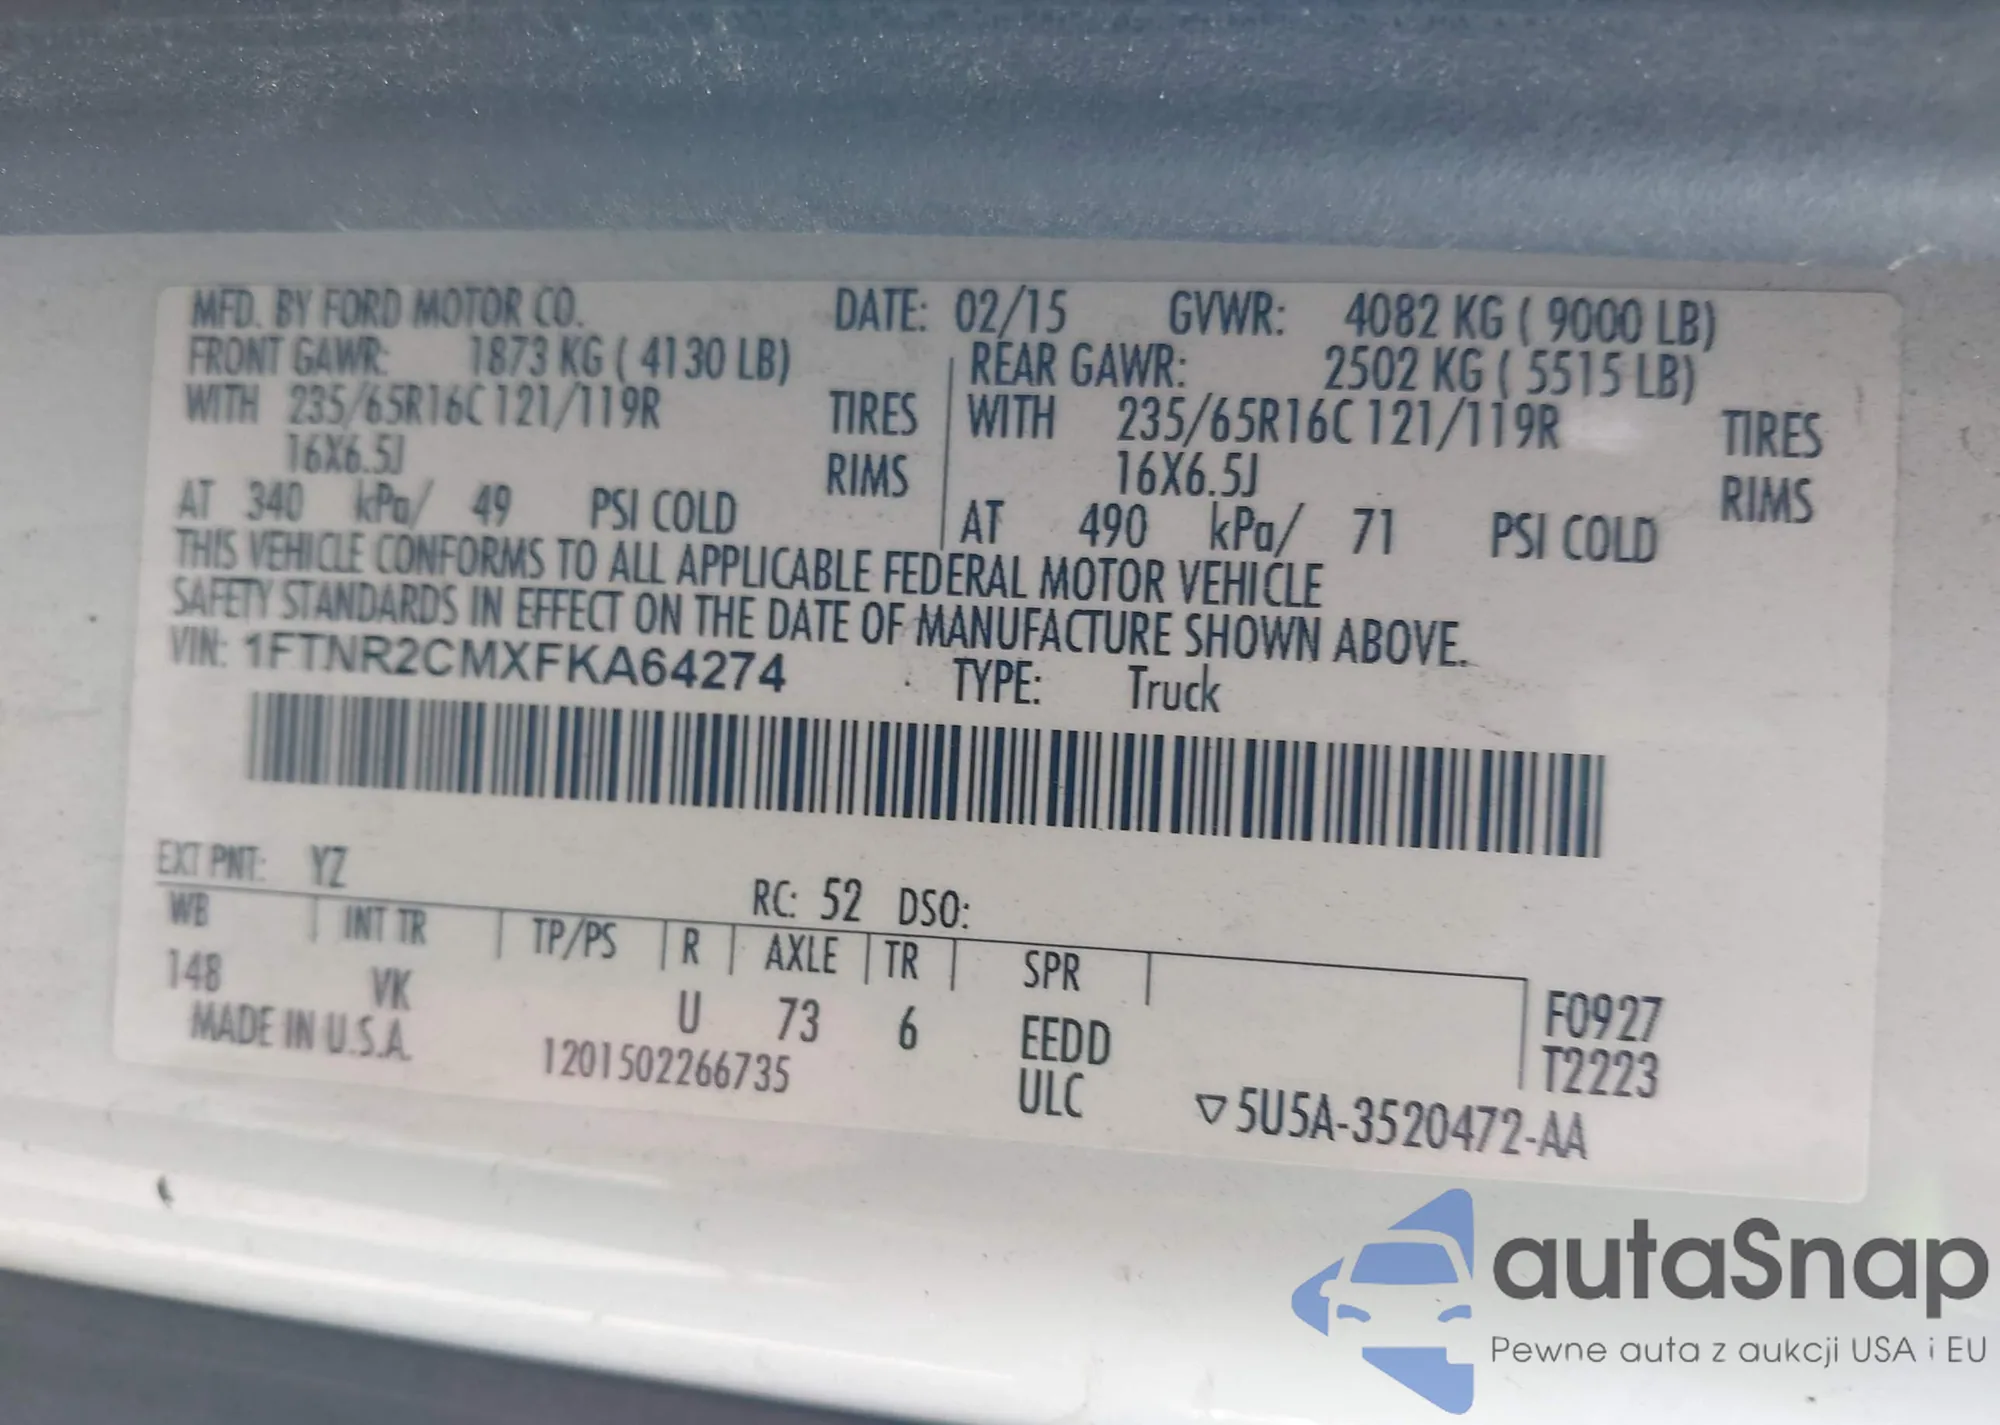 MFD. BY FORD MOTOR CO. DATE: 02/15 GVWR: 4082 KG ( 9000 LB)
FRONT GAWR: 1873 KG ( 4130 LB) REAR GAWR: 2502 KG ( 5515 LB)
WITH 235/65R16C 121/119R TIRES WITH 235/65R16C 121/119R TIRES
16X6.5J RIMS 16X6.5J RIMS
AT 340 kPa/ 49 PSI COLD AT 490 kPa/ 71 PSI COLD
THIS VEHICLE CONFORMS TO ALL APPLICABLE FEDERAL MOTOR VEHICLE
SAFETY STANDARDS IN EFFECT ON THE DATE OF MANUFACTURE SHOWN ABOVE.
VIN: 1FTNR2CMXFKA64274 TYPE: Truck
EXT PNT: YZ RC: 52 DSO:
WB INT TR TP/PS R AXLE TR SPR
148 VK U 73 6 EEDD F0927
MADE IN U.S.A. 1201502266735 ULC T2223
▽5U5A-3520472-AA
autaSnap
Pewne auta z aukcji USA i EU